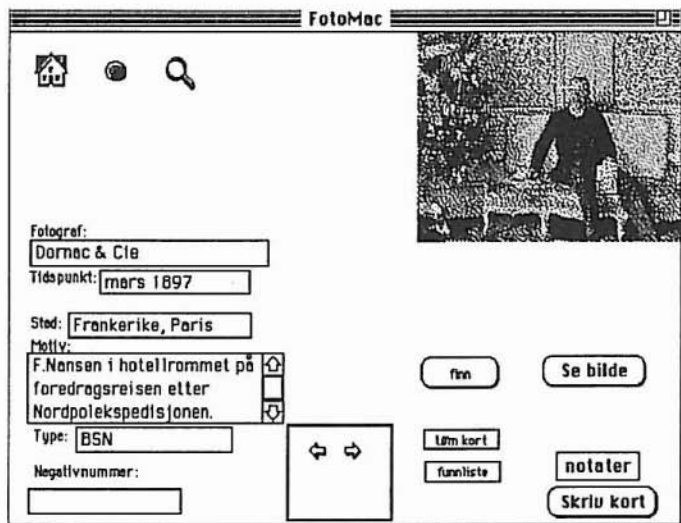 FotoMac
Fotograf:
Dornac & Cie
Tidspunkt: mars 1897
Sted: Frankerike, Paris
Motiv:
F.Nansen i hotellrommet på
foredragsreisen etter
Nordpolekspedisjonen.
Type: BSN
Negativnummer:
finn
Se bilde
tøm kort
funnliste
notater
Skriv kort